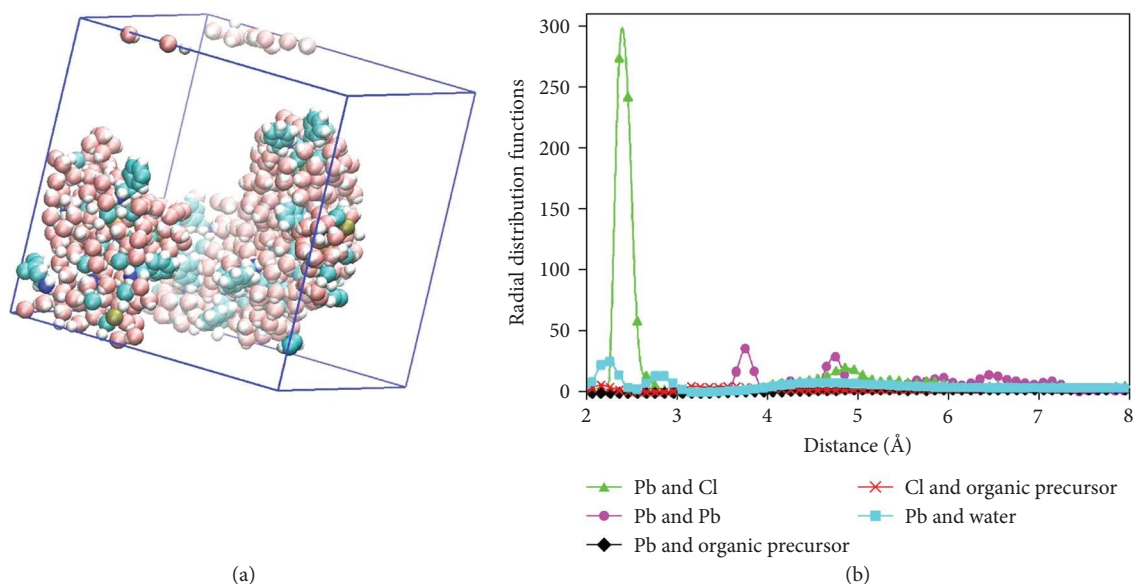 300
250
200
150
100
50
0
Radial distribution functions
2 3 4 5 6 7 8
Distance (Å)
Pb and Cl
Pb and Pb
Pb and organic precursor
Cl and organic precursor
Pb and water
(a)
(b)